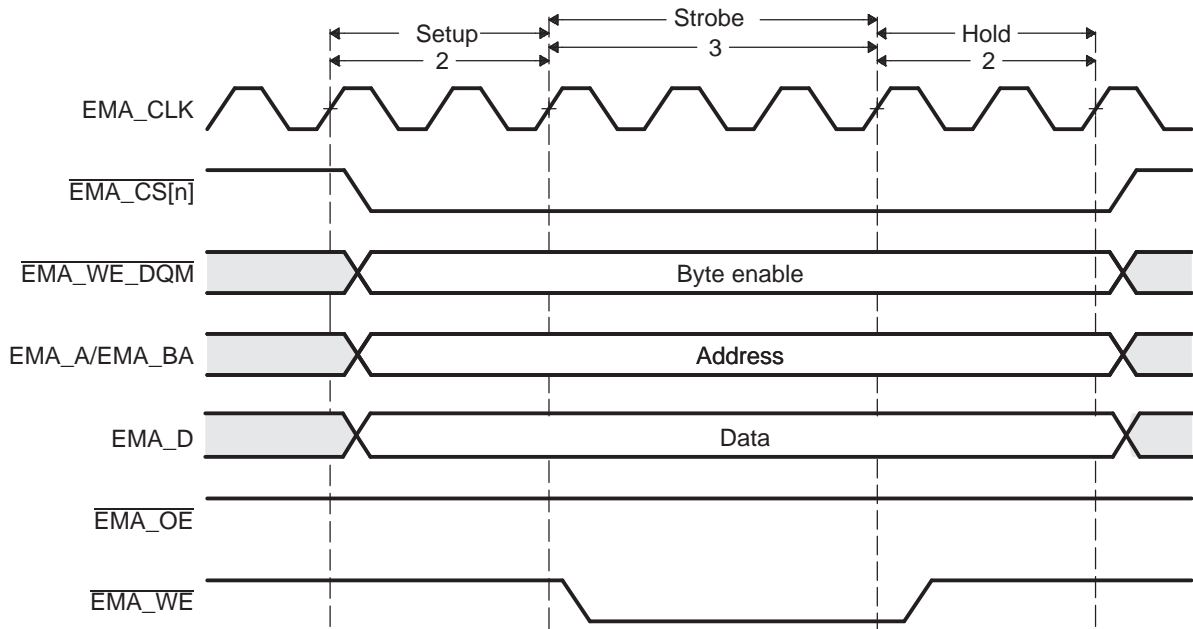 Setup
Strobe
Hold
2
3
2
EMA_CLK
EMA_CS[n]
EMA_WE_DQM
Byte enable
EMA_A/EMA_BA
Address
EMA_D
Data
EMA_OE
EMA_WE